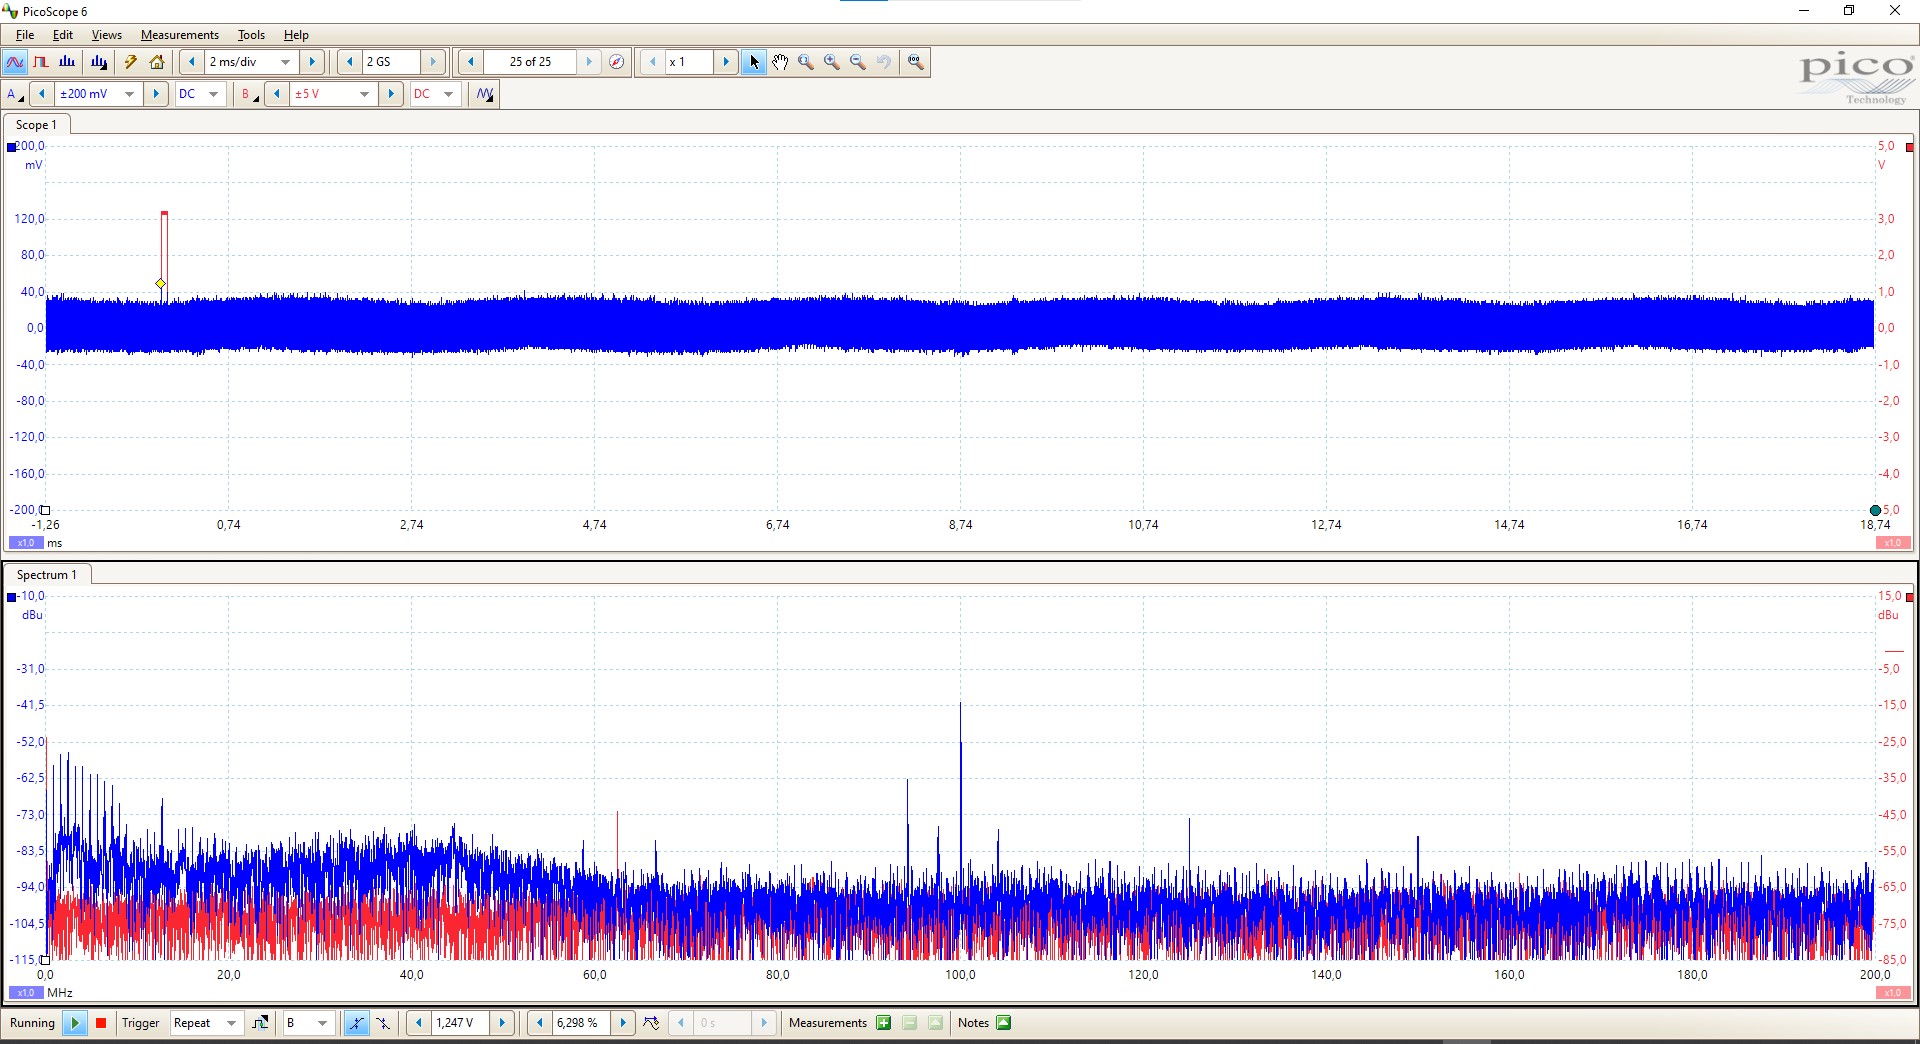 PicoScope 6
File Edit Views Measurements Tools Help
2 ms/div 2 GS 25 of 25 x 1
pico
Technology
A ±200 mV DC B ±5 V DC
Scope 1
200,0 5,0
mV V
120,0 3,0
80,0 2,0
40,0 1,0
0,0 0,0
-40,0 -1,0
-80,0 -2,0
-120,0 -3,0
-160,0 -4,0
-200,0 5,0
-1,26 0,74 2,74 4,74 6,74 8,74 10,74 12,74 14,74 16,74 18,74
x1,0 ms x1,0
Spectrum 1
-10,0 15,0
dBu dBu
-31,0 -5,0
-41,5 -15,0
-52,0 -25,0
-62,5 -35,0
-73,0 -45,0
-83,5 -55,0
-94,0 -65,0
-104,5 -75,0
-115,0 -85,0
0,0 20,0 40,0 60,0 80,0 100,0 120,0 140,0 160,0 180,0 200,0
x1,0 MHz x1,0
Running Trigger Repeat B 1,247 V 6,298 % 0 s Measurements Notes